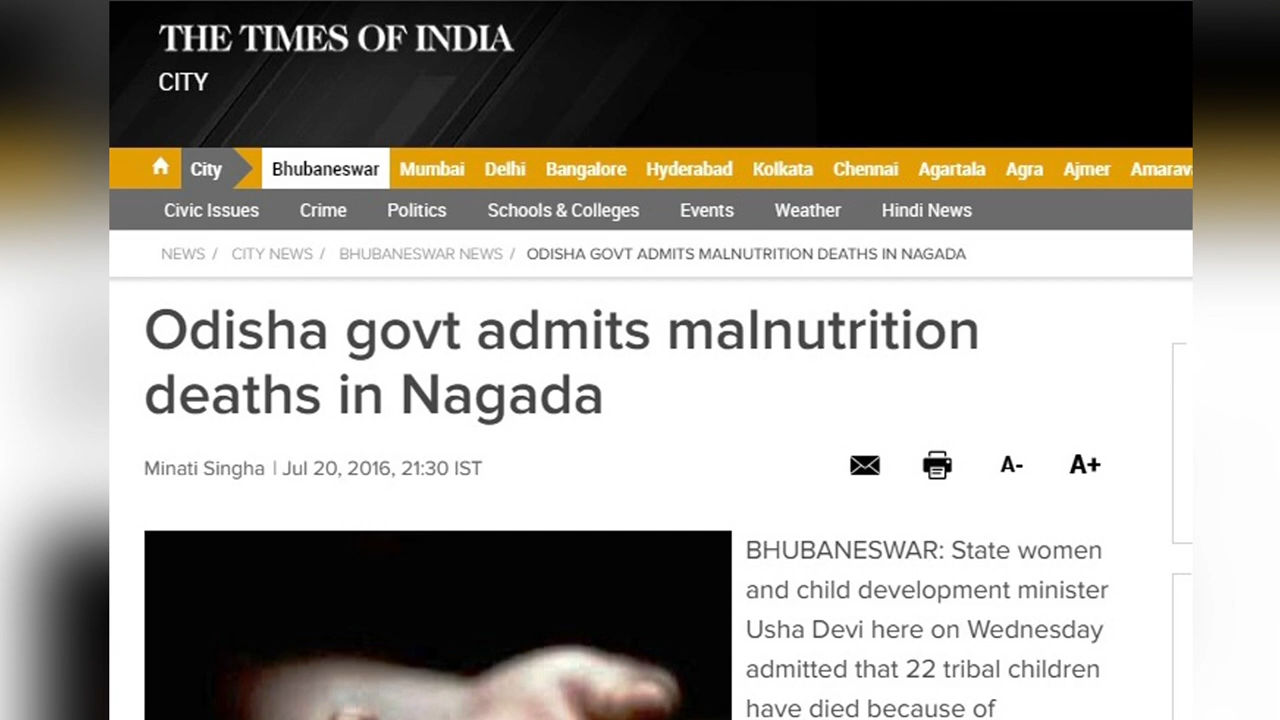 THE TIMES OF INDIA
CITY
City Bhubaneswar Mumbai Delhi Bangalore Hyderabad Kolkata Chennai Agartala Agra Ajmer Amarav
Civic Issues Crime Politics Schools & Colleges Events Weather Hindi News
NEWS / CITY NEWS / BHUBANESWAR NEWS / ODISHA GOVT ADMITS MALNUTRITION DEATHS IN NAGADA
Odisha govt admits malnutrition
deaths in Nagada
Minati Singha | Jul 20, 2016, 21:30 IST
A- A+
BHUBANESWAR: State women
and child development minister
Usha Devi here on Wednesday
admitted that 22 tribal children
have died because of